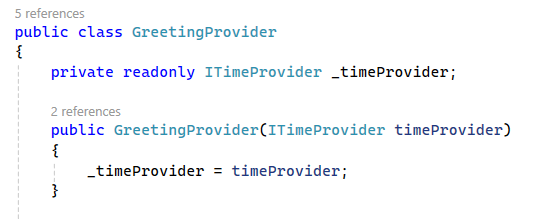 5 references
public class GreetingProvider
{
private readonly ITimeProvider _timeProvider;
2 references
public GreetingProvider(ITimeProvider timeProvider)
{
_timeProvider = timeProvider;
}